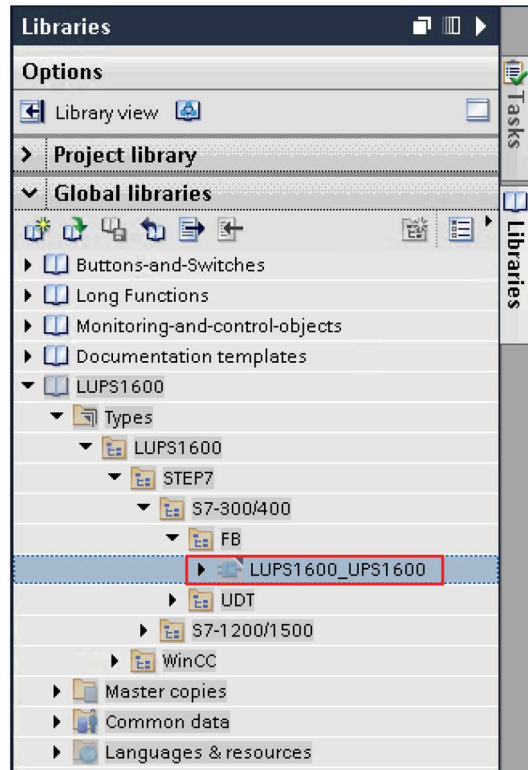 Libraries
Options
Library view
Project library
Global libraries
Buttons-and-Switches
Long Functions
Monitoring-and-control-objects
Documentation templates
LUPS1600
Types
LUPS1600
STEP7
S7-300/400
FB
LUPS1600_UPS1600
UDT
S7-1200/1500
WinCC
Master copies
Common data
Languages & resources
Tasks
Libraries